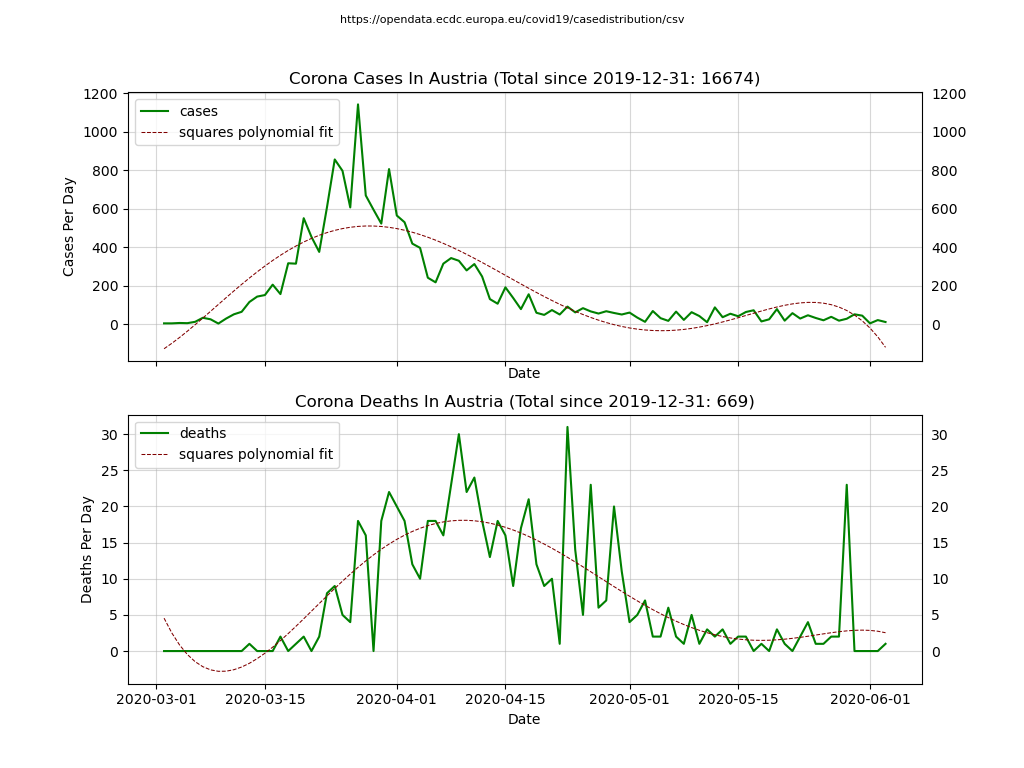 https://opendata.ecdc.europa.eu/covid19/casedistribution/csv
Corona Cases In Austria (Total since 2019-12-31: 16674)
1200 1200
cases
squares polynomial fit
1000 1000
800 800
600 600
400 400
200 200
0 0
Cases Per Day
Date
Corona Deaths In Austria (Total since 2019-12-31: 669)
deaths
squares polynomial fit
30 30
25 25
20 20
15 15
10 10
5 5
0 0
Deaths Per Day
2020-03-01 2020-03-15 2020-04-01 2020-04-15 2020-05-01 2020-05-15 2020-06-01
Date